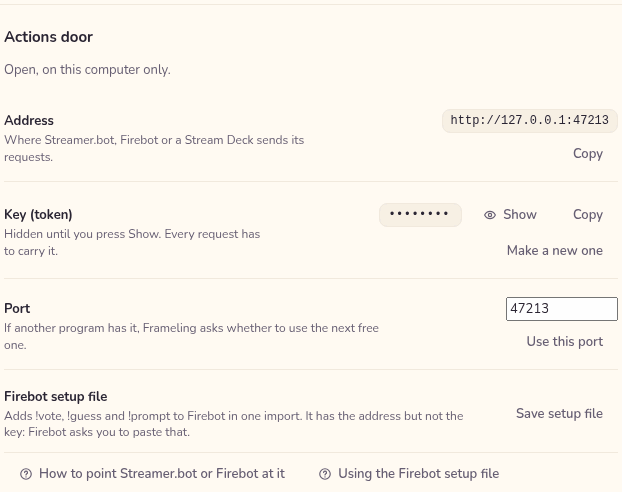 Actions door
Open, on this computer only.
Address
http://127.0.0.1:47213
Where Streamer.bot, Firebot or a Stream Deck sends its
requests.
Copy
Key (token)
••••••••
Show
Copy
Hidden until you press Show. Every request has
to carry it.
Make a new one
Port
47213
If another program has it, Frameling asks whether to use the next free
one.
Use this port
Firebot setup file
Adds !vote, !guess and !prompt to Firebot in one import. It has the address but not the
key: Firebot asks you to paste that.
Save setup file
How to point Streamer.bot or Firebot at it
Using the Firebot setup file